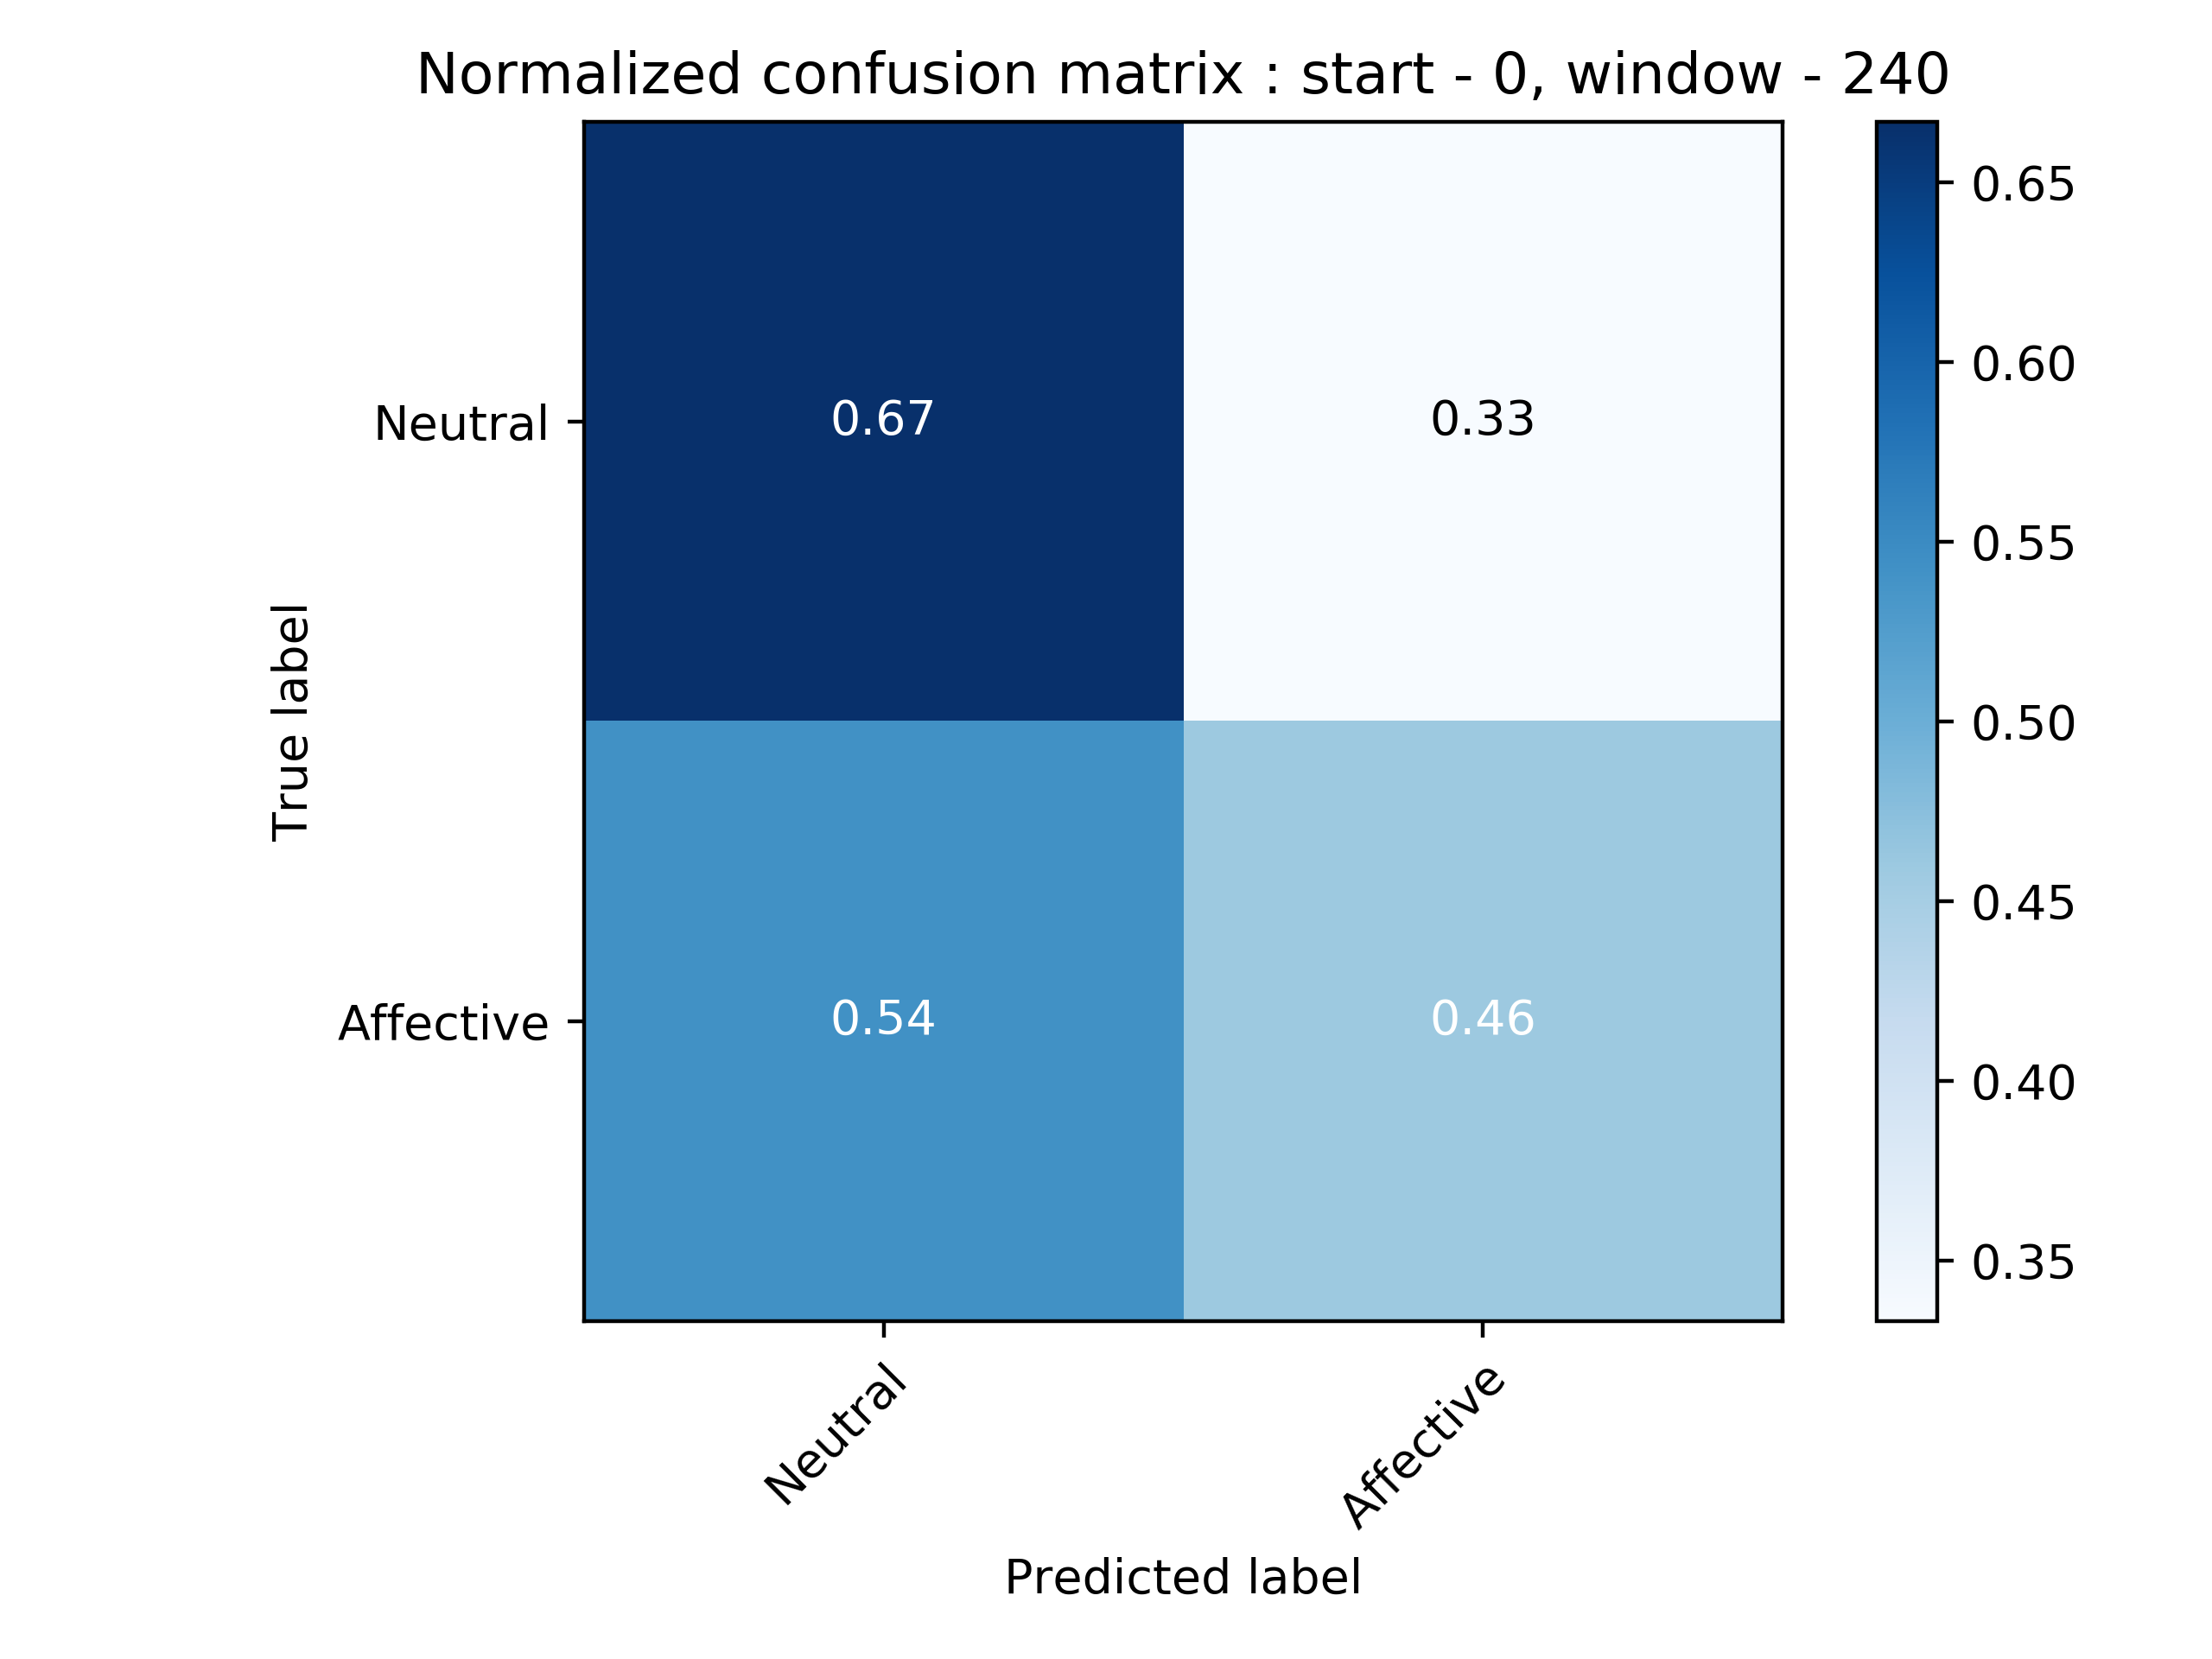 Normalized confusion matrix : start - 0, window - 240
True label
Neutral
0.67
0.33
Affective
0.54
0.46
Neutral
Affective
Predicted label
0.65
0.60
0.55
0.50
0.45
0.40
0.35